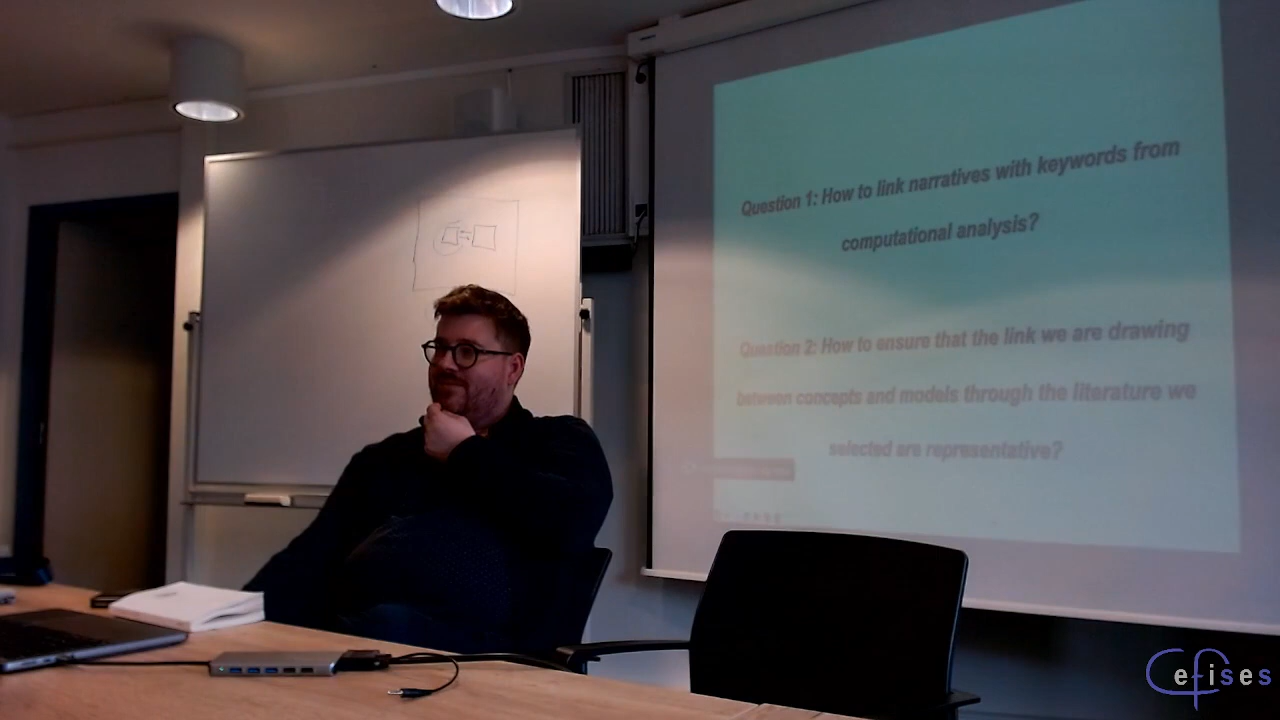 Question 1: How to link narratives with keywords from
computational analysis?
Question 2: How to ensure that the link we are drawing
between concepts and models through the literature we
selected are representative?
Cefises